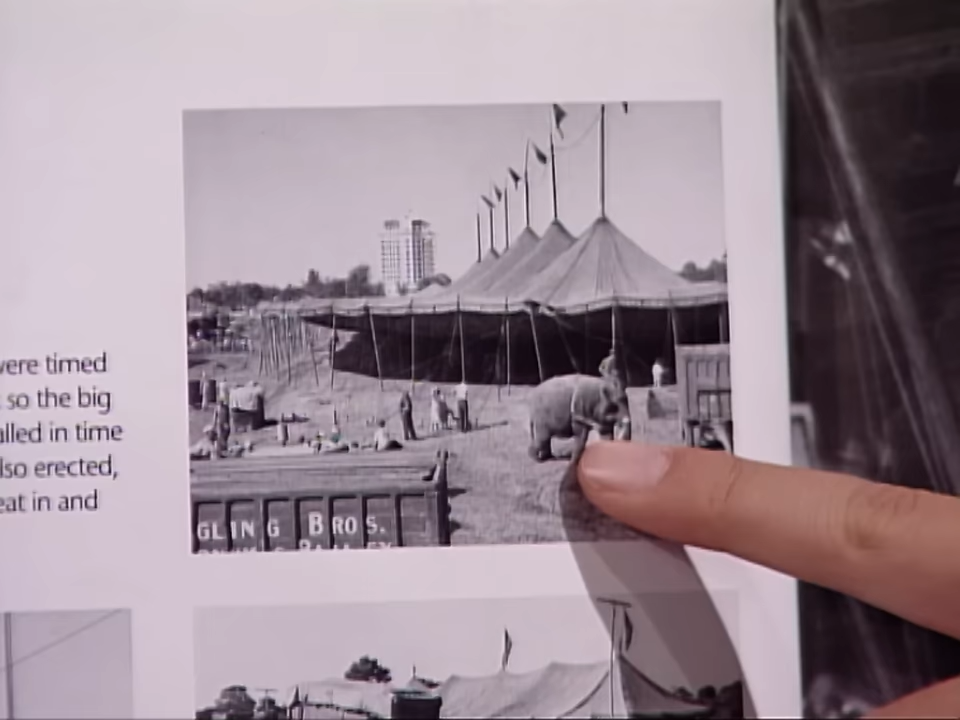 were timed
so the big
alled in time
lso erected,
eat in and
GLING BROS.